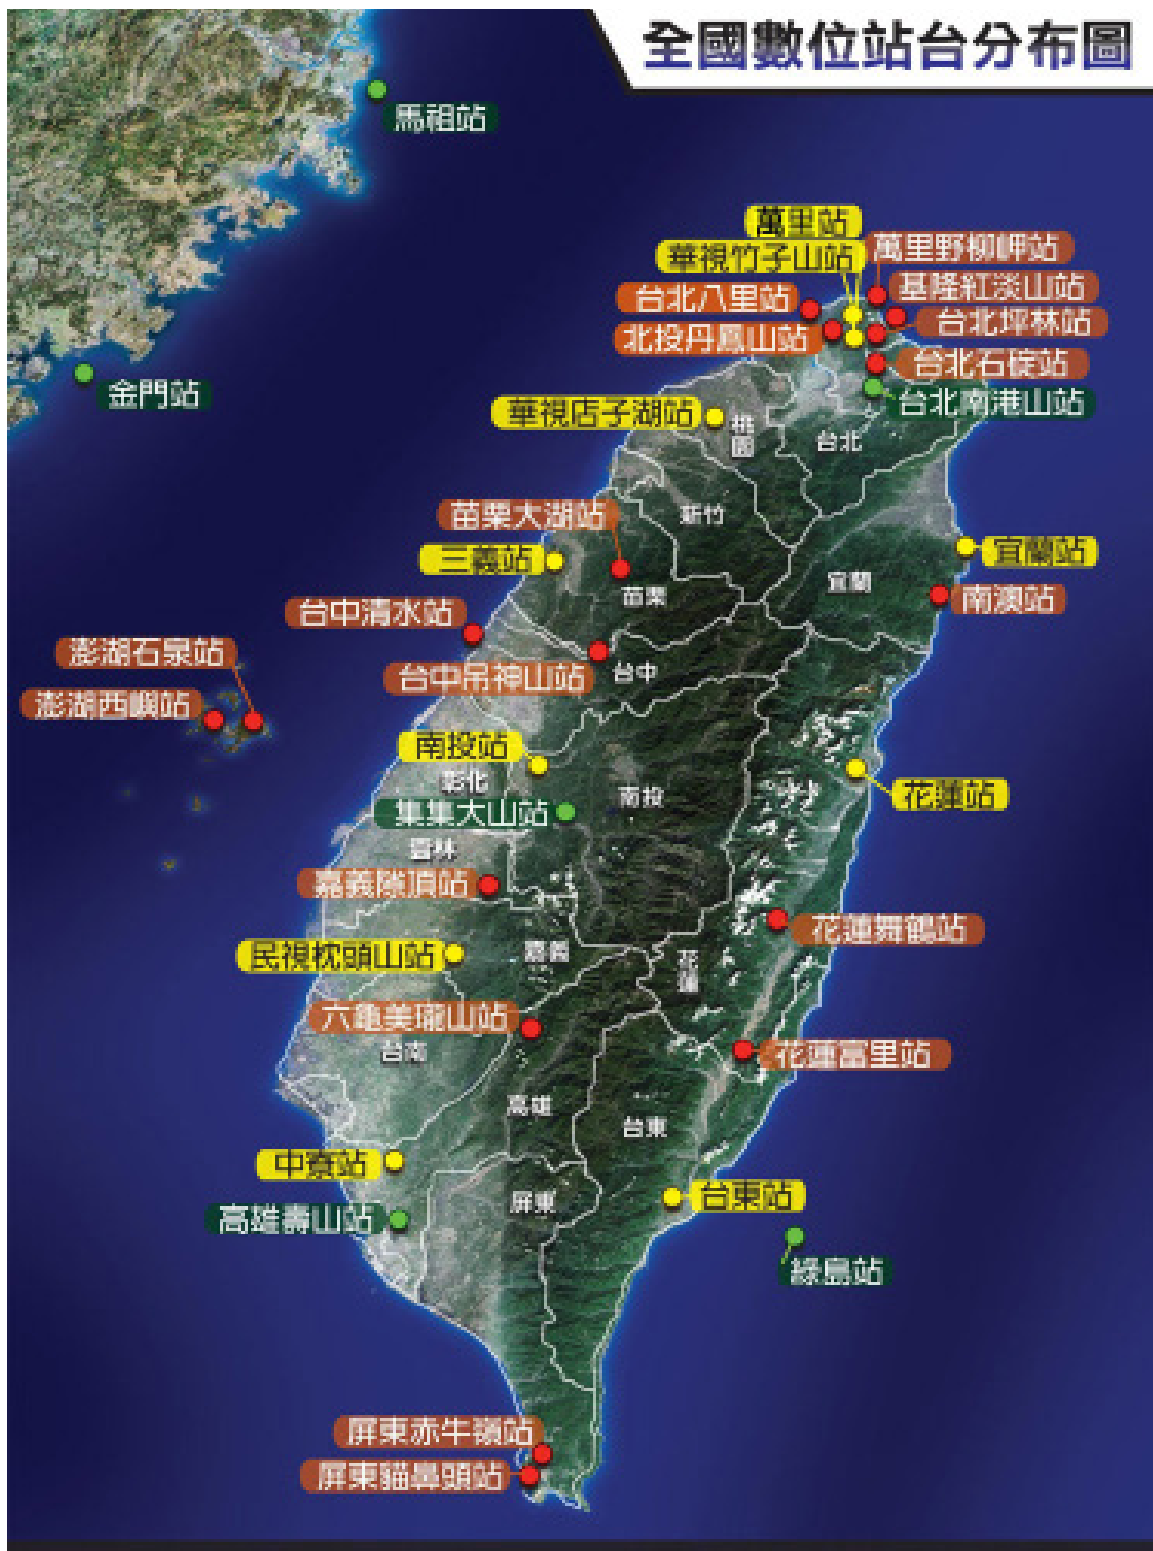 全國數位站台分布圖
馬祖站
萬里站
華視竹子山站
萬里野柳岬站
台北八里站
基隆紅淡山站
北投丹鳳山站
台北坪林站
台北石碇站
金門站
台北南港山站
華視店子湖站
桃園
台北
苗栗大湖站
新竹
三義站
宜蘭站
宜蘭
苗栗
南澳站
台中清水站
澎湖石泉站
台中吊神山站
台中
澎湖西嶼站
南投站
彰化
南投
花蓮站
集集大山站
雲林
嘉義隙頂站
花蓮舞鶴站
民視枕頭山站
嘉義
花蓮
六龜美瓏山站
台南
花蓮富里站
高雄
台東
中寮站
屏東
台東站
高雄壽山站
綠島站
屏東赤牛嶺站
屏東貓鼻頭站